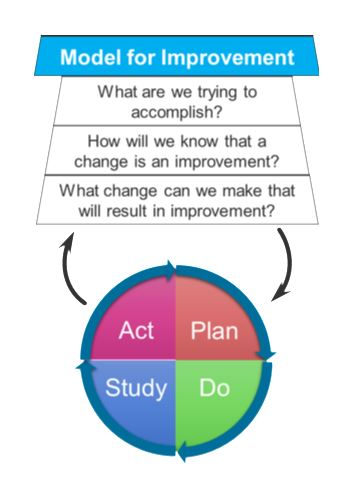 Model for Improvement
What are we trying to
accomplish?
How will we know that a
change is an improvement?
What change can we make that
will result in improvement?
Act
Plan
Study
Do